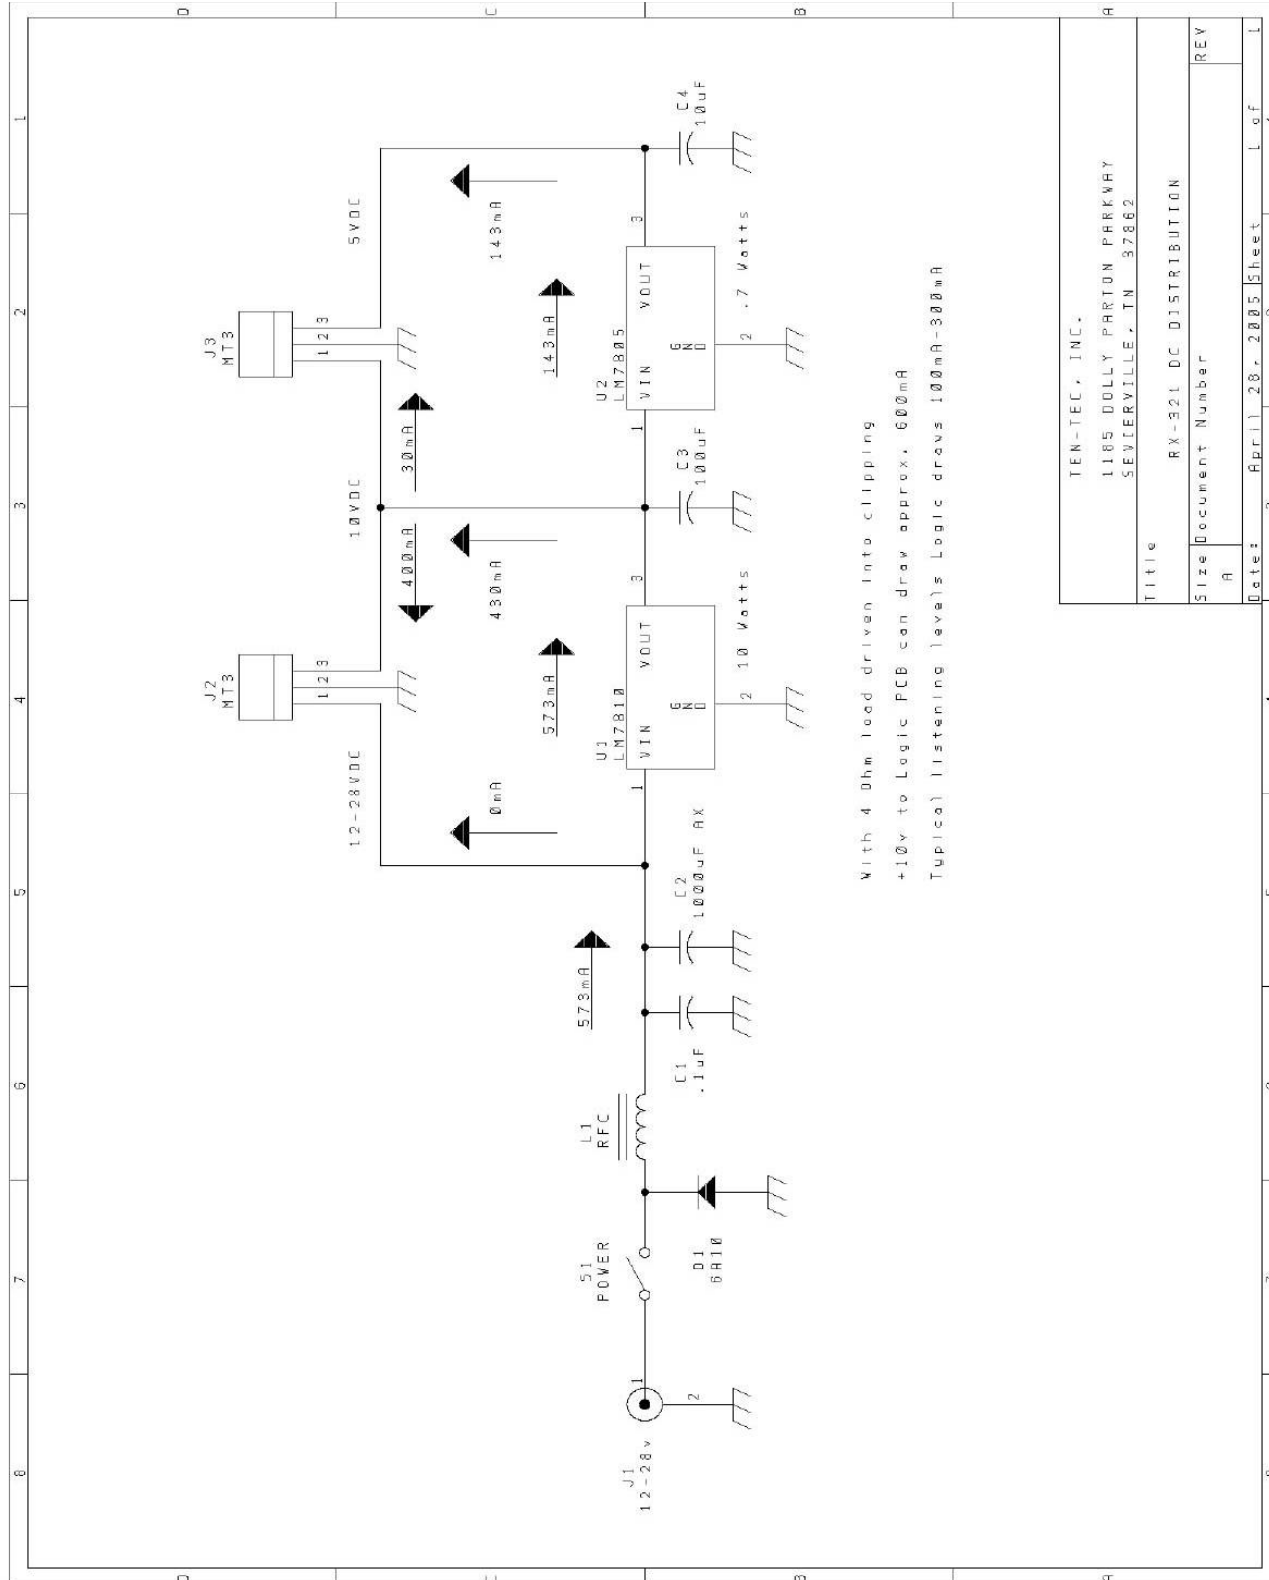 8
7
6
5
4
3
2
1
D
C
B
A
J2
MT3
1 2 3
J3
MT3
1 2 3
12-28VDC
10VDC
5VDC
400mA
30mA
0mA
430mA
143mA
573mA
573mA
143mA
J1
12-28v
1
2
S1
POWER
D1
6A10
L1
RFC
C1
.1uF
C2
1000uF AX
U1
LM7810
1
VIN
VOUT
3
GND
2
10 Watts
C3
100uF
U2
LM7805
1
VIN
VOUT
3
GND
2
.7 Watts
C4
10uF
With 4 Ohm load driven into clipping
+10v to Logic PCB can draw approx. 600mA
Typical listening levels Logic draws 100mA-300mA
TEN-TEC, INC.
1185 DOLLY PARTON PARKWAY
SEVIERVILLE, TN 37862
Title
RX-321 DC DISTRIBUTION
Size
Document Number
REV
A
Date:
April 28, 2005
Sheet
1 of
1